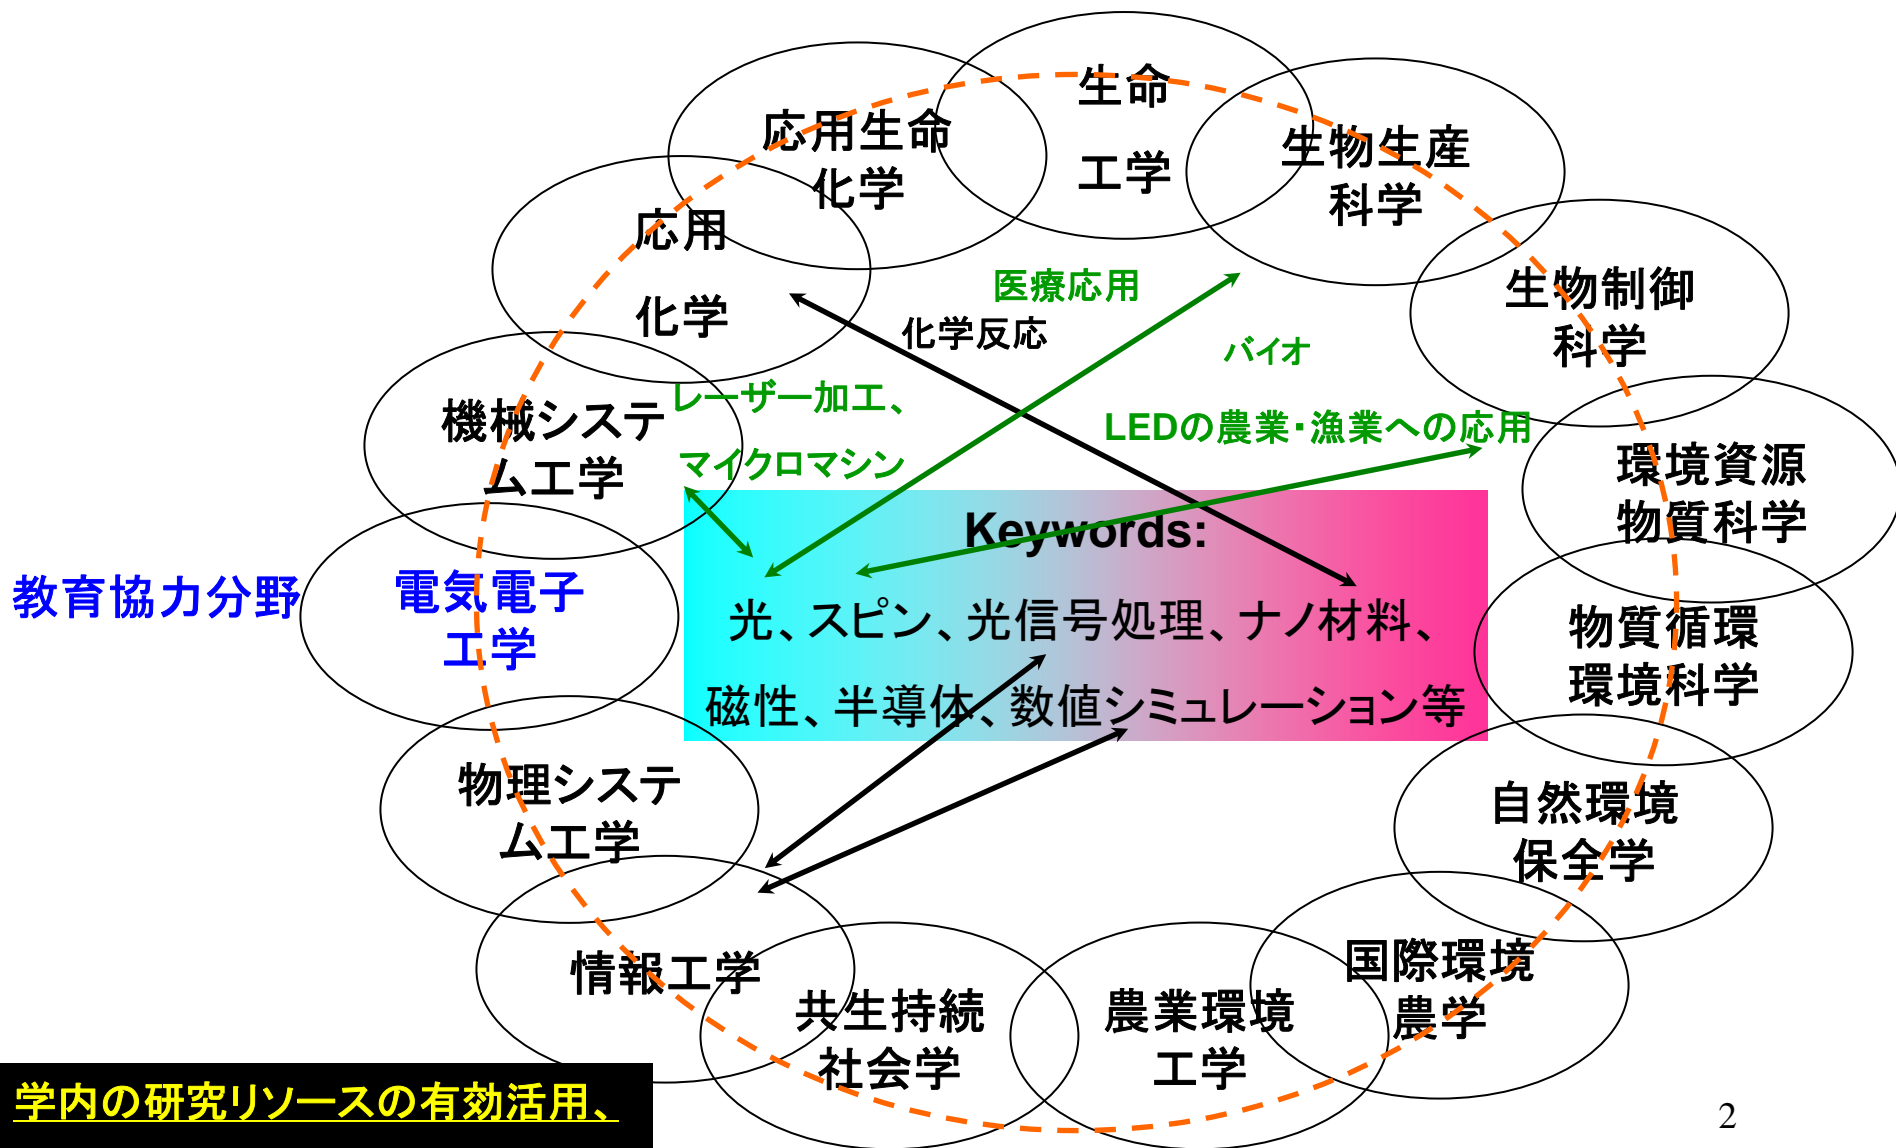 生命
工学
応用生命
化学
生物生産
科学
応用
化学
生物制御
科学
医療応用
化学反応
バイオ
レーザー加工、
マイクロマシン
LEDの農業・漁業への応用
機械システ
ム工学
環境資源
物質科学
Keywords:
光、スピン、光信号処理、ナノ材料、
磁性、半導体、数値シミュレーション等
教育協力分野
電気電子
工学
物質循環
環境科学
物理システ
ム工学
自然環境
保全学
情報工学
国際環境
農学
共生持続
社会学
農業環境
工学
学内の研究リソースの有効活用、
2